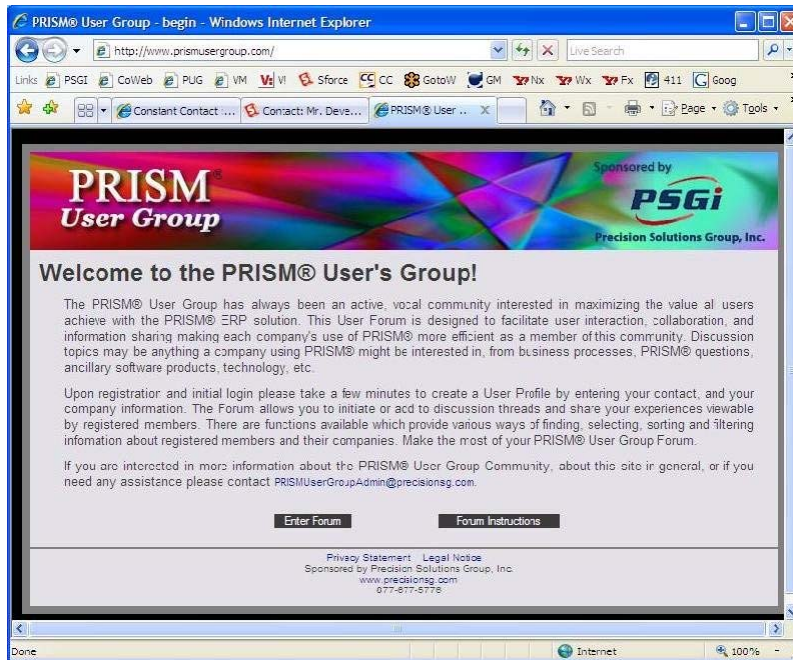 PRISM® User Group - begin - Windows Internet Explorer
http://www.prismusergroup.com/
Live Search
Links PSGI CoWeb PUG VM VI Sforce CC GotoW GM Nx Wx Fx 411 Goog
Constant Contact :... Contact: Mr. Deve... PRISM® User .. X Page Tools
PRISM®
User Group
Sponsored by
PSGi
Precision Solutions Group, Inc.
Welcome to the PRISM® User's Group!
The PRISM® User Group has always been an active, vocal community interested in maximizing the value all users
achieve with the PRISM® ERP solution. This User Forum is designed to facilitate user interaction, collaboration, and
information sharing making each company's use of PRISM® more efficient as a member of this community. Discussion
topics may be anything a company using PRISM® might be interested in, from business processes, PRISM® questions,
ancillary software products, technology, etc.
Upon registration and initial login please take a few minutes to create a User Profile by entering your contact, and your
company information. The Forum allows you to initiate or add to discussion threads and share your experiences viewable
by registered members. There are functions available which provide various ways of finding, selecting, sorting and filtering
infomation about registered members and their companies. Make the most of your PRISM® User Group Forum.
If you are interested in more information about the PRISM® User Group Community, about this site in general, or if you
need any assistance please contact PRISMUserGroupAdmin@precisionsg.com.
Enter Forum Forum Instructions
Privacy Statement Legal Notice
Sponsored by Precision Solutions Group, Inc.
www.precisionsg.com
877-677-5776
Done Internet 100%